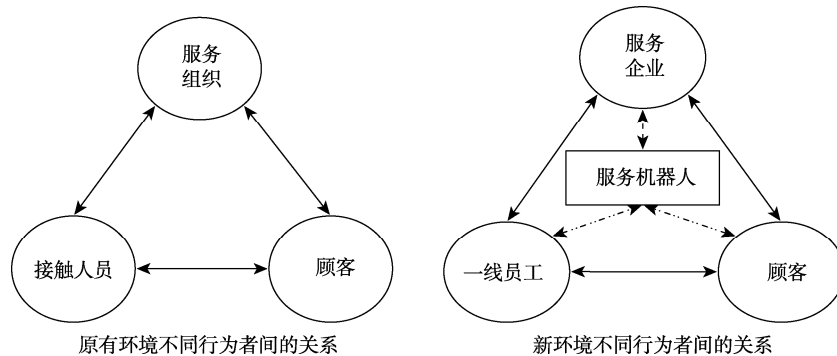 服务
组织
接触人员
顾客
原有环境不同行为者间的关系
服务
企业
服务机器人
一线员工
顾客
新环境不同行为者间的关系